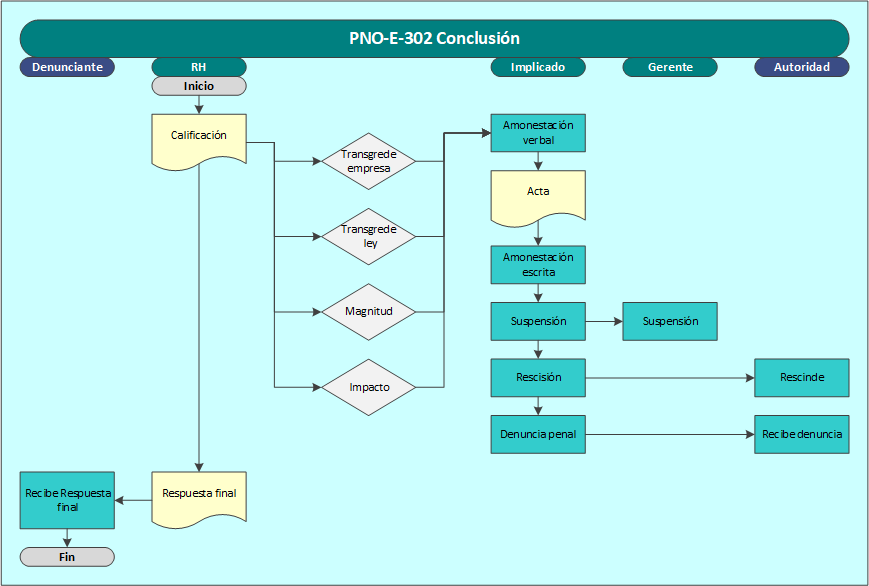 PNO-E-302 Conclusión
Denunciante
RH
Implicado
Gerente
Autoridad
Inicio
Calificación
Transgrede
empresa
Amonestación
verbal
Acta
Transgrede
ley
Amonestación
escrita
Magnitud
Suspensión
Suspensión
Impacto
Rescisión
Rescinde
Denuncia penal
Recibe denuncia
Recibe Respuesta
final
Respuesta final
Fin